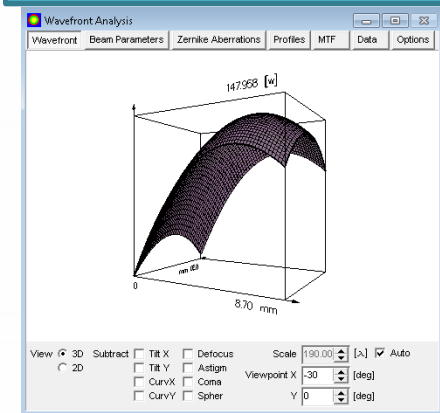 Wavefront Analysis
Wavefront Beam Parameters Zernike Aberrations Profiles MTF Data Options
147.958 [w]
mm (El)
0
8.70 mm
View 3D Subtract Tilt X Defocus Scale 190.00 [λ] Auto
2D Tilt Y Astigm Viewpoint X -30 [deg]
CurvX Coma
CurvY Spher Y 0 [deg]